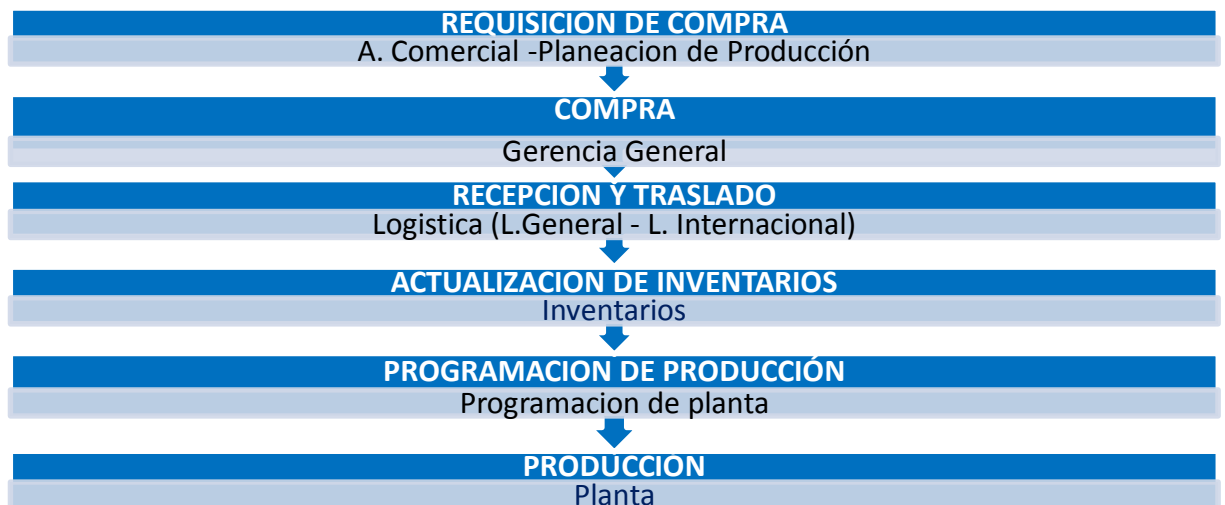 REQUISICION DE COMPRA
A. Comercial -Planeacion de Producción
COMPRA
Gerencia General
RECEPCION Y TRASLADO
Logistica (L.General - L. Internacional)
ACTUALIZACION DE INVENTARIOS
Inventarios
PROGRAMACION DE PRODUCCIÓN
Programacion de planta
PRODUCCIÓN
Planta